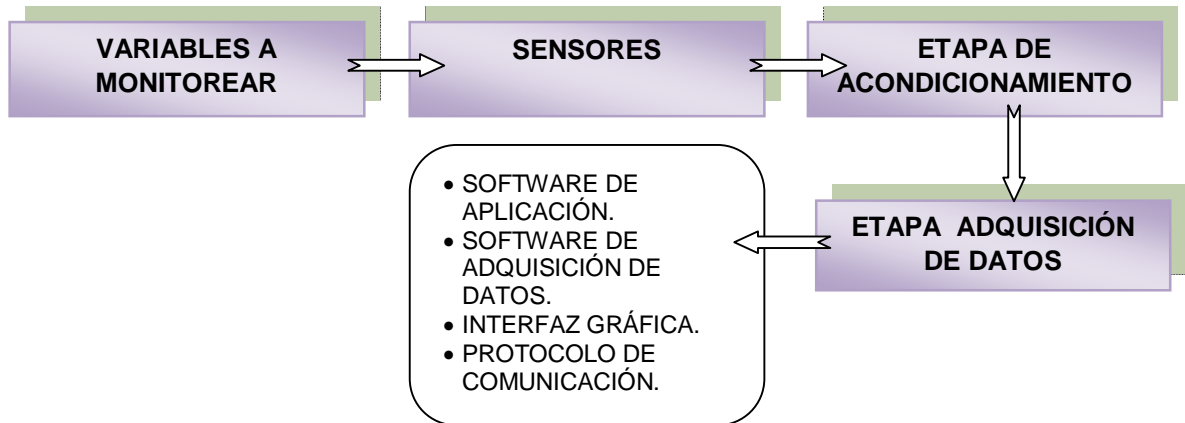 VARIABLES A
MONITOREAR
SENSORES
ETAPA DE
ACONDICIONAMIENTO
ETAPA ADQUISICIÓN
DE DATOS
• SOFTWARE DE
APLICACIÓN.
• SOFTWARE DE
ADQUISICIÓN DE
DATOS.
• INTERFAZ GRÁFICA.
• PROTOCOLO DE
COMUNICACIÓN.